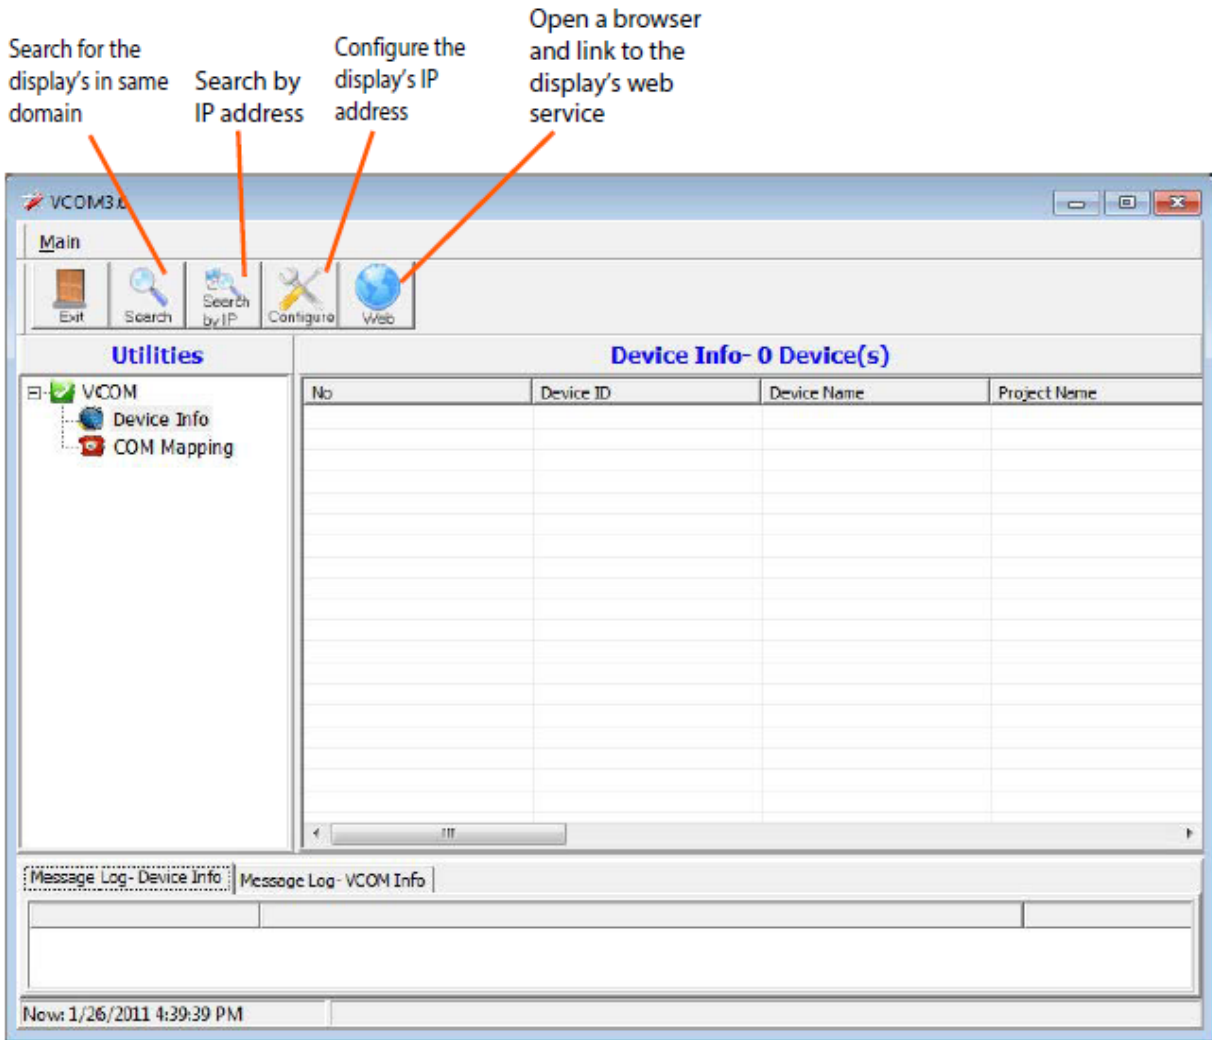 Open a browser
and link to the
display's web
service
Search for the
display's in same
domain
Search by
IP address
Configure the
display's IP
address
VCOM3.
Main
Exit
Search
Search
by IP
Configure
Web
Utilities
Device Info- 0 Device(s)
VCOM
Device Info
COM Mapping
No
Device ID
Device Name
Project Name
Message Log- Device Info
Message Log- VCOM Info
Now: 1/26/2011 4:39:39 PM